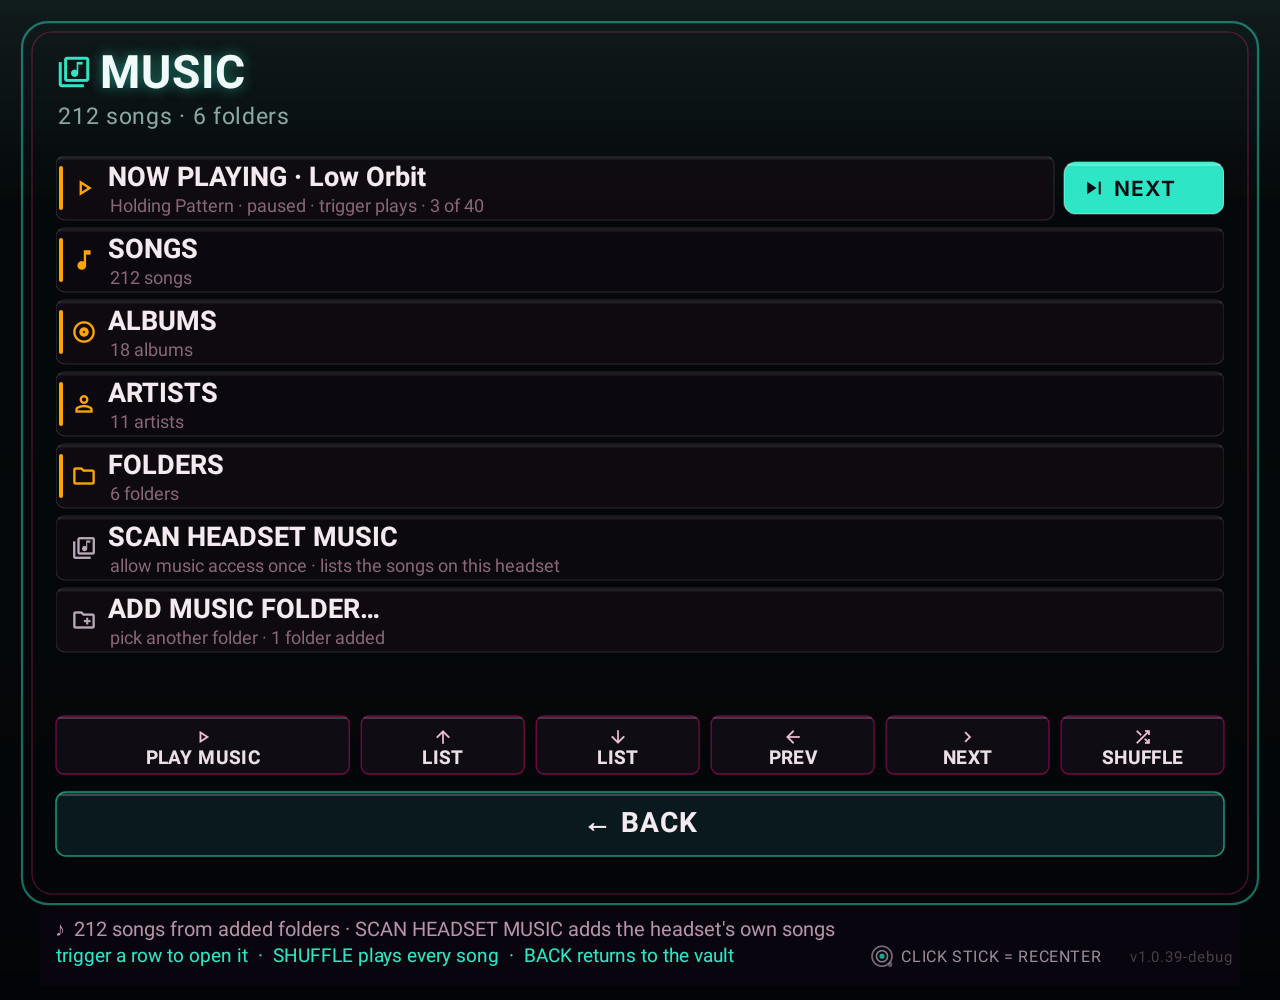 MUSIC
212 songs · 6 folders
NOW PLAYING · Low Orbit
Holding Pattern · paused · trigger plays · 3 of 40
NEXT
SONGS
212 songs
ALBUMS
18 albums
ARTISTS
11 artists
FOLDERS
6 folders
SCAN HEADSET MUSIC
allow music access once · lists the songs on this headset
ADD MUSIC FOLDER…
pick another folder · 1 folder added
PLAY MUSIC
LIST
LIST
PREV
NEXT
SHUFFLE
← BACK
♪ 212 songs from added folders · SCAN HEADSET MUSIC adds the headset's own songs
trigger a row to open it · SHUFFLE plays every song · BACK returns to the vault
CLICK STICK = RECENTER
v1.0.39-debug